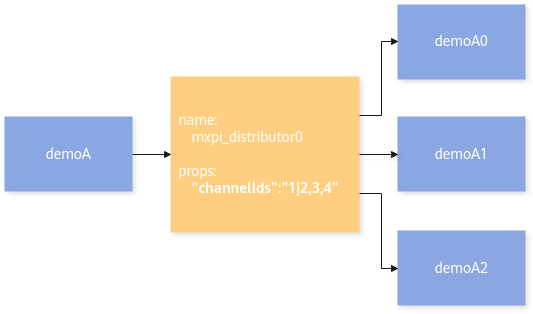 demoA
name:
mxpi_distributor0
props:
"channelIds":"1|2,3,4"
demoA0
demoA1
demoA2